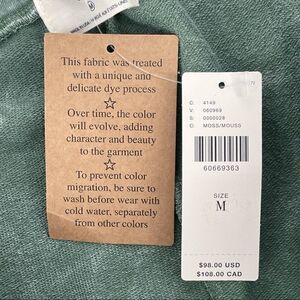 M
This fabric was treated
with a unique and
delicate dye process
Over time, the color
will evolve, adding
character and beauty
to the garment
To prevent color
migration, be sure to
wash before wear with
cold water, separately
from other colors
C: 4149
V: 060969
S: 0000028
C: MOSS/MOUSS
60669363
SIZE
M
$98.00 USD
$108.00 CAD